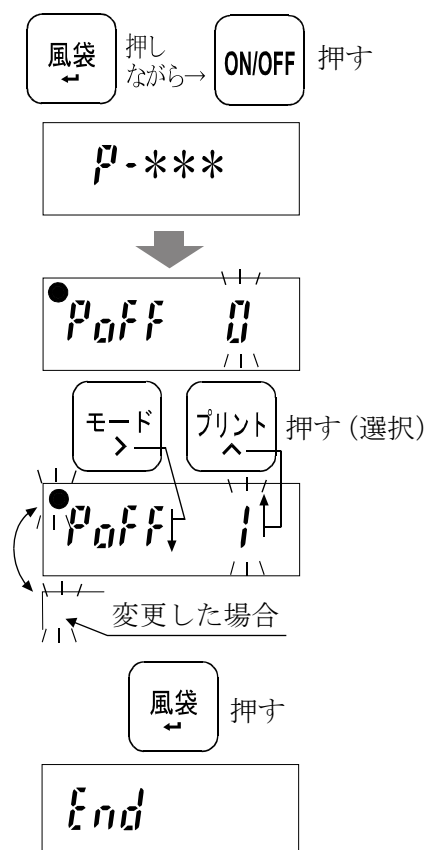 風袋 押しながら→ ON/OFF 押す
P-***
PoFF 0
モード プリント 押す（選択）
PoFF 1
変更した場合
風袋 押す
End